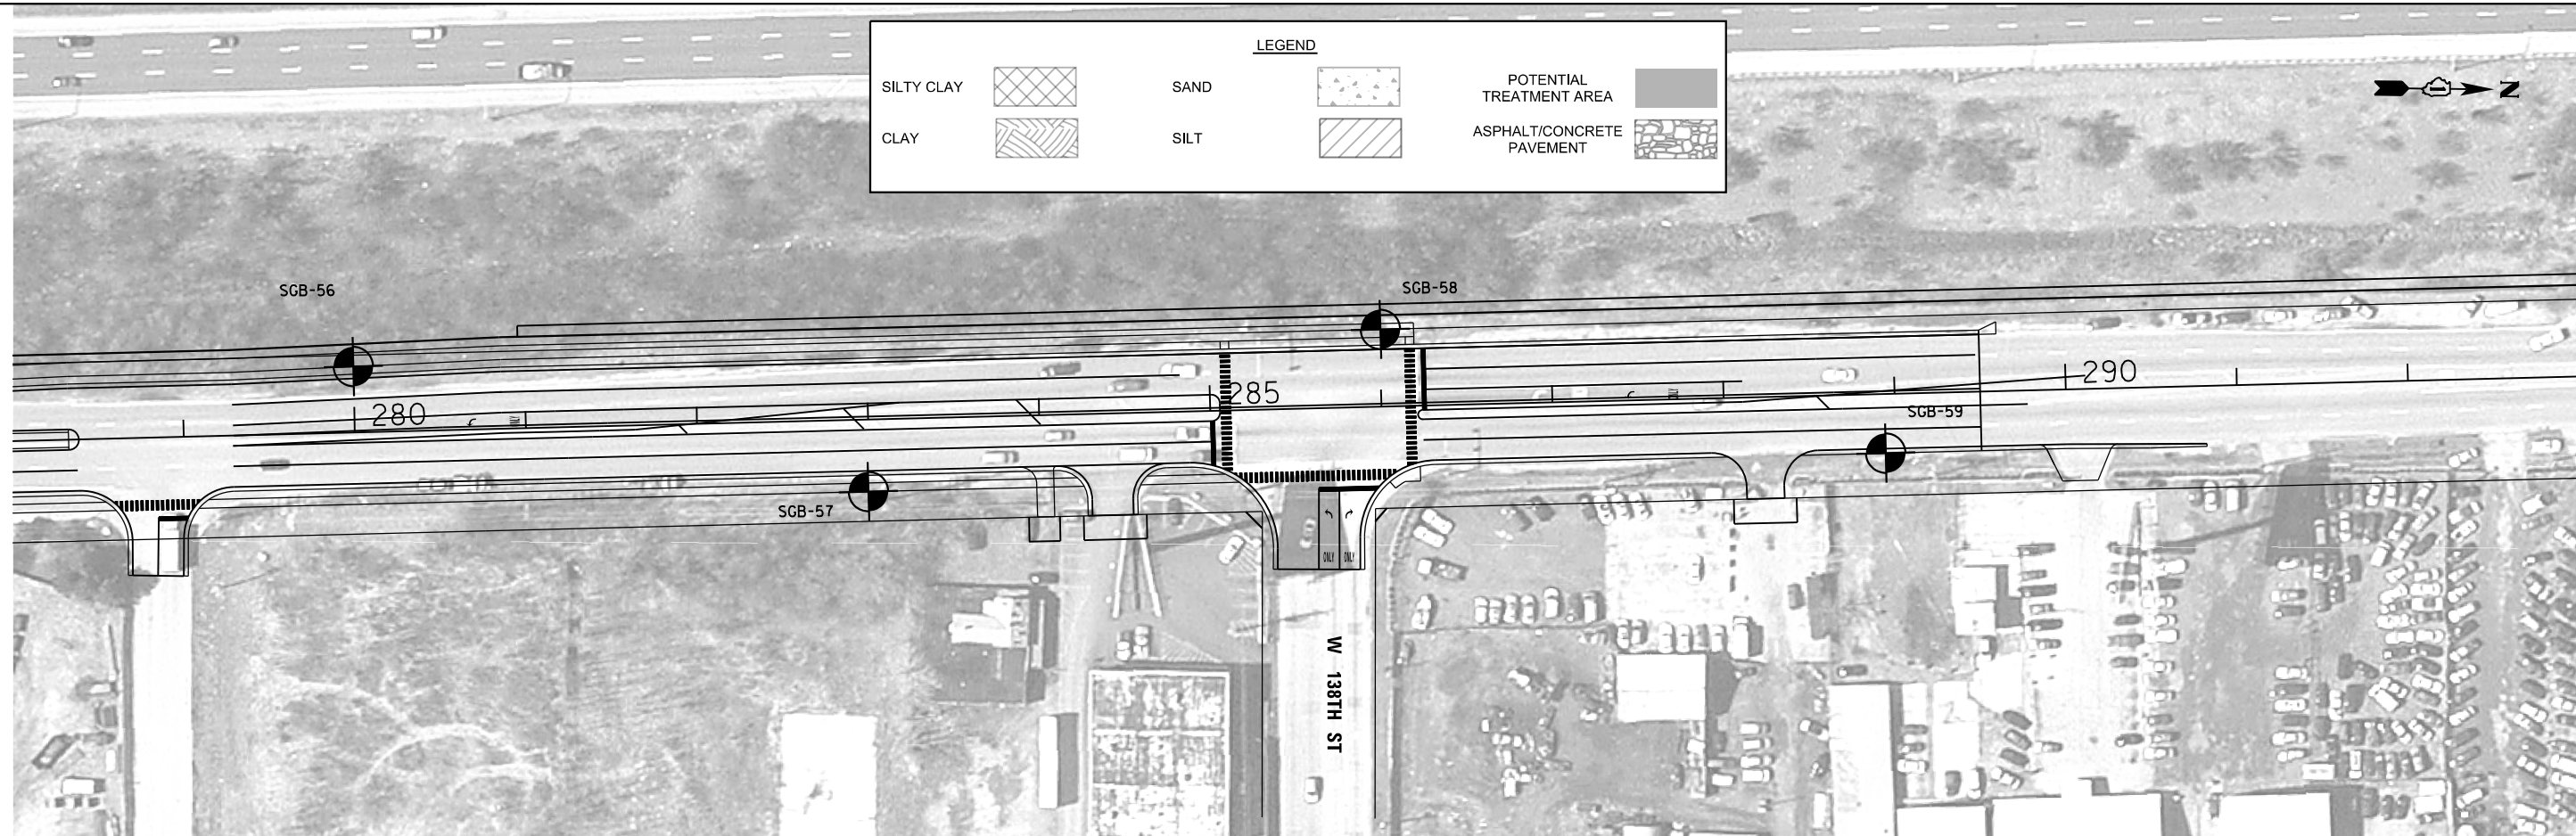 LEGEND
SILTY CLAY
SAND
POTENTIAL
TREATMENT AREA
CLAY
SILT
ASPHALT/CONCRETE
PAVEMENT
N
SGB-56
SGB-58
280
285
290
SGB-59
SGB-57
ONLY ONLY
W 138TH ST